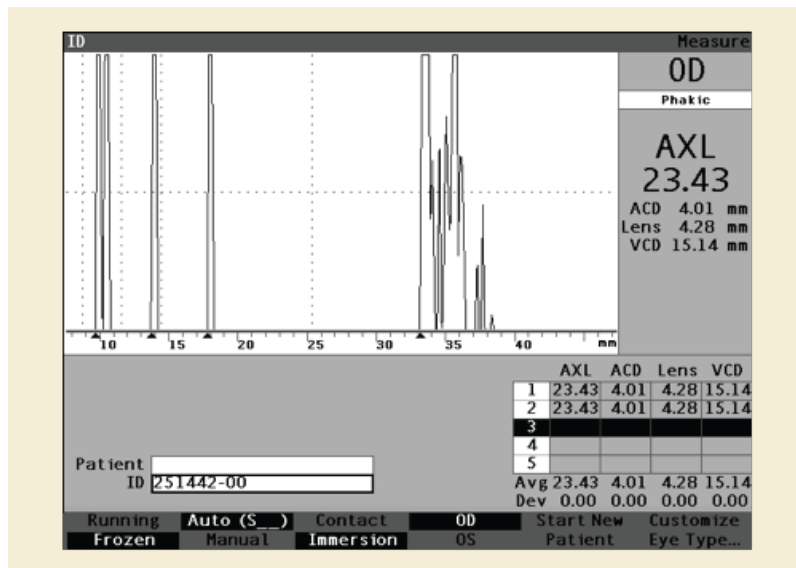 ID Measure
OD
Phakic
AXL
23.43
ACD 4.01 mm
Lens 4.28 mm
VCD 15.14 mm
10 15 20 25 30 35 40 mm
AXL ACD Lens VCD
1 23.43 4.01 4.28 15.14
2 23.43 4.01 4.28 15.14
3
4
5
Patient
ID 251442-00
Avg 23.43 4.01 4.28 15.14
Dev 0.00 0.00 0.00 0.00
Running Auto (S__) Contact OD Start New Customize
Frozen Manual Immersion OS Patient Eye Type...